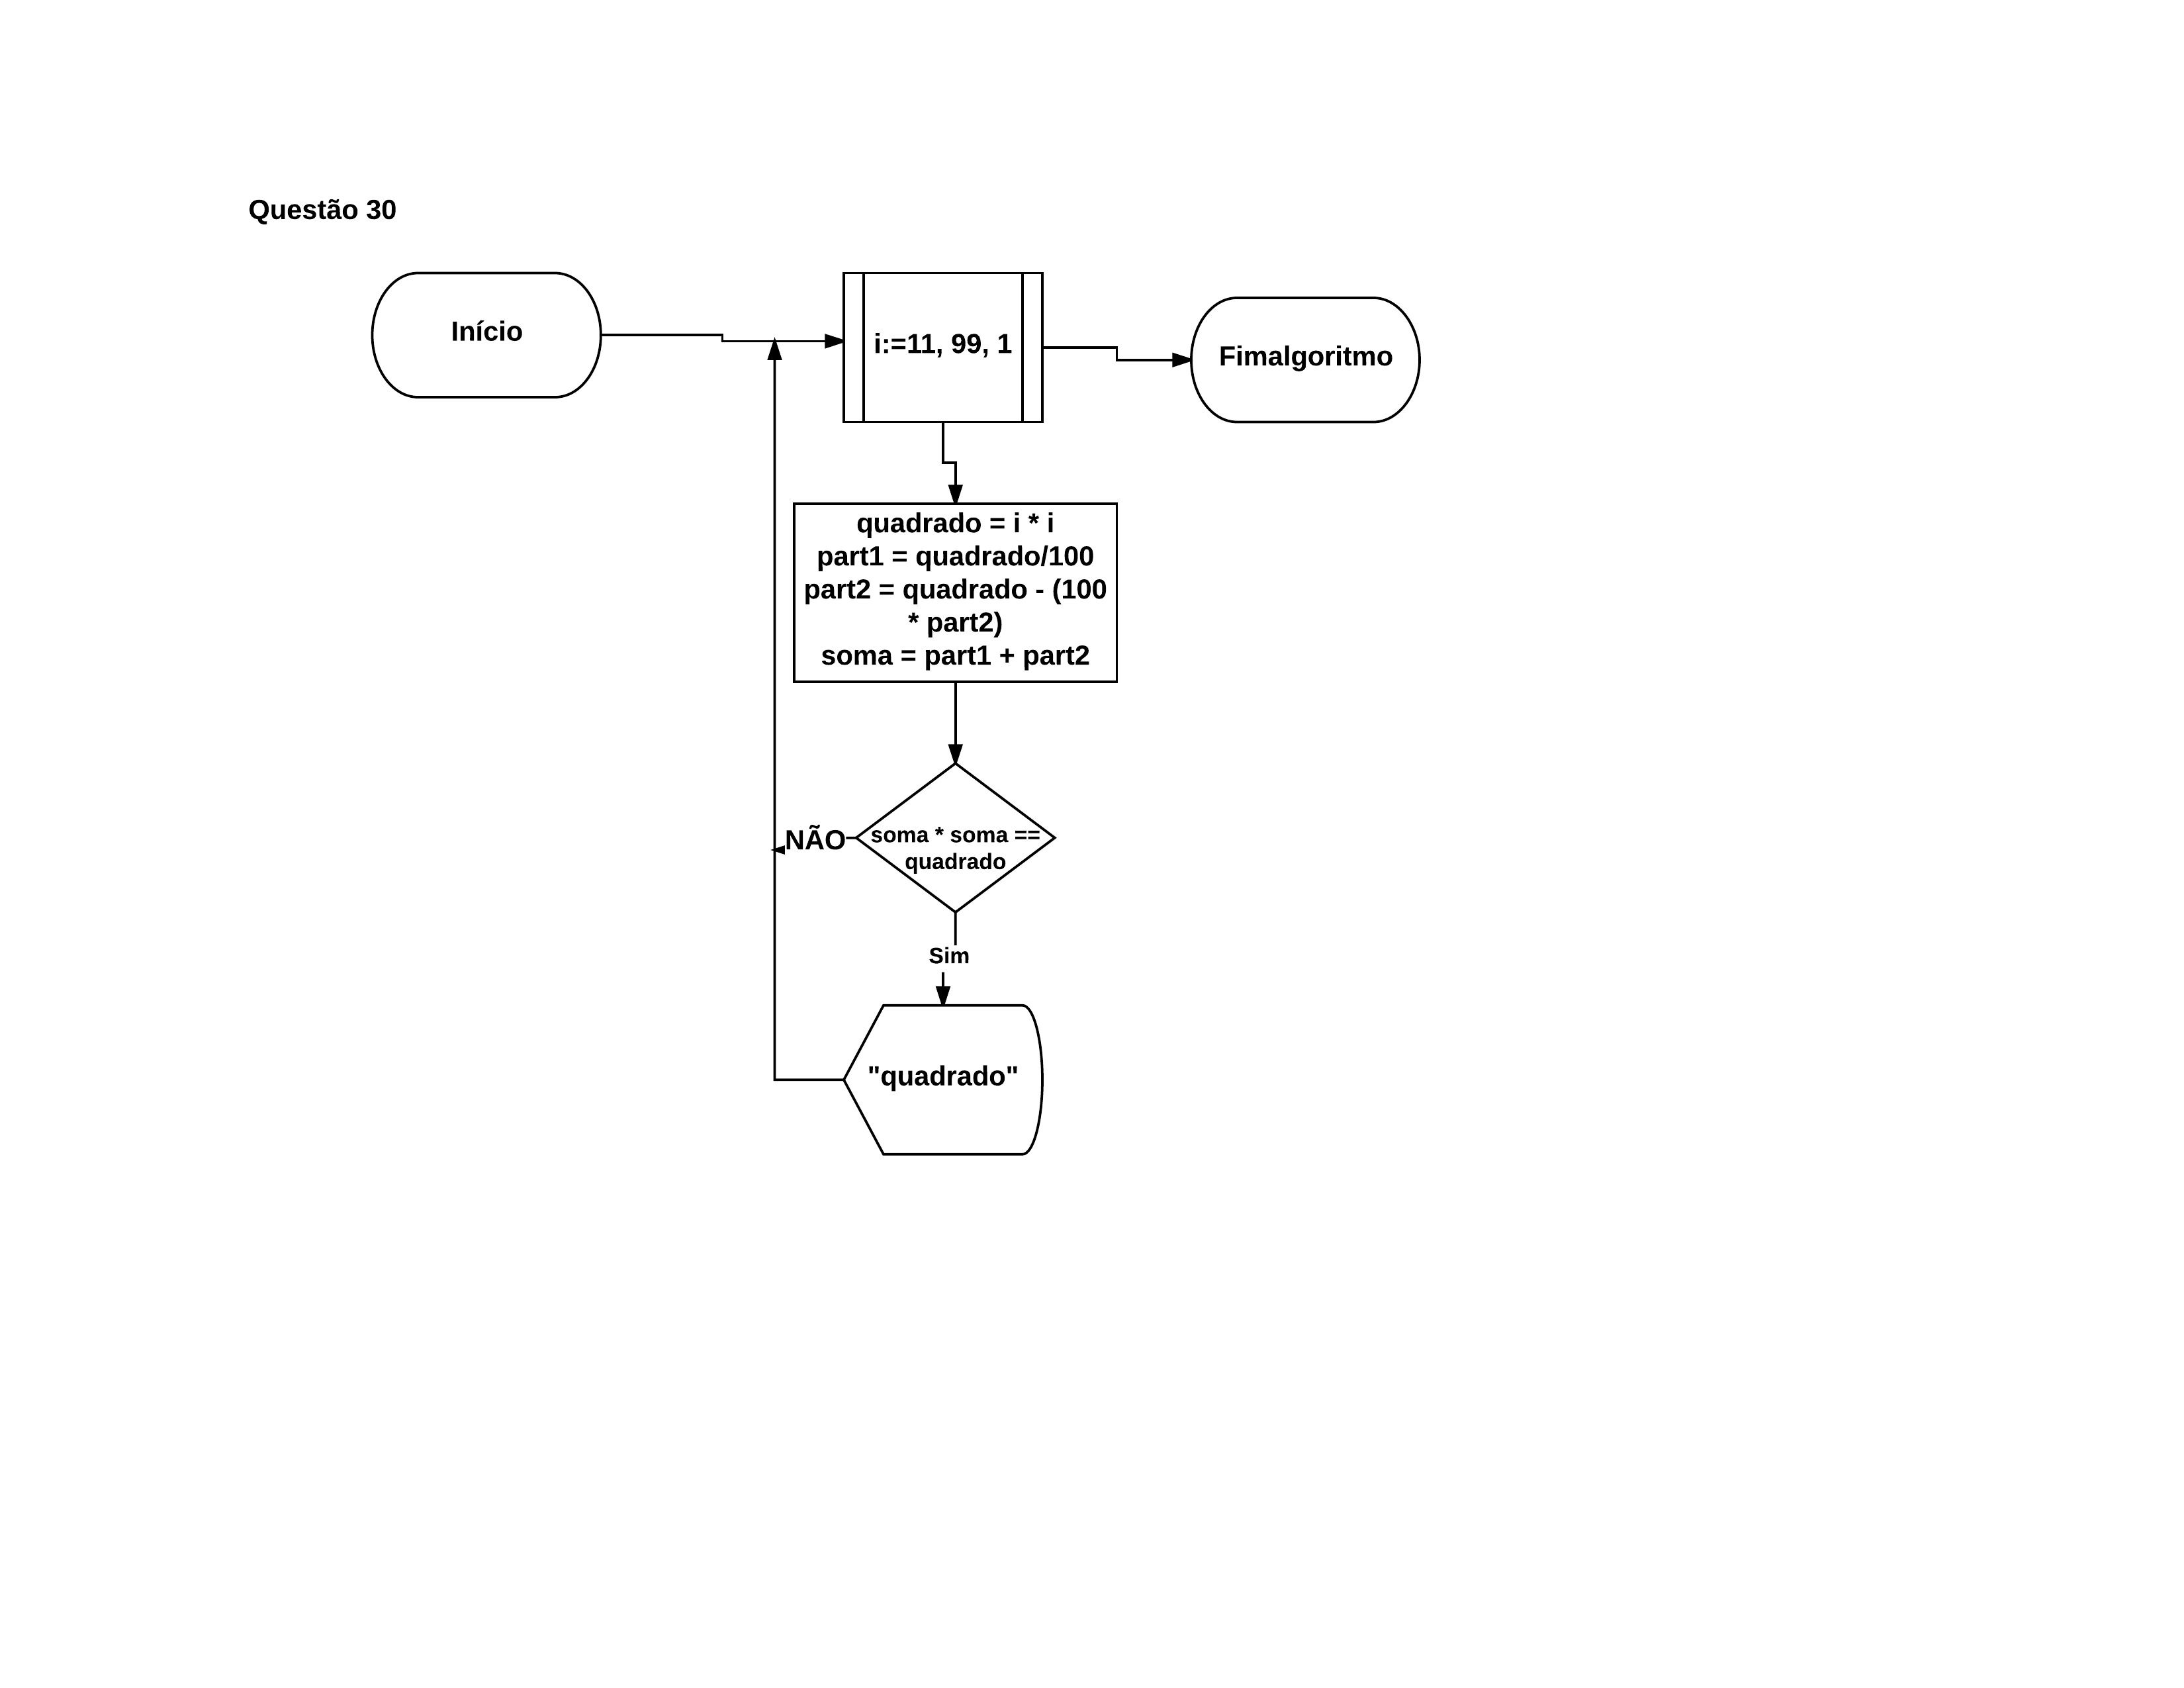 Questão 30
Início
i:=11, 99, 1
Fimalgoritmo
quadrado = i * i
part1 = quadrado/100
part2 = quadrado - (100
* part2)
soma = part1 + part2
soma * soma ==
quadrado
NÃO
Sim
"quadrado"